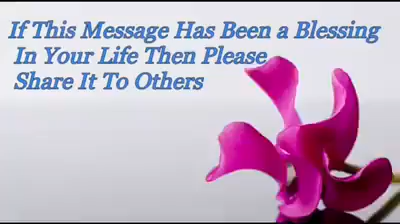 If This Message Has Been a Blessing
In Your Life Then Please
Share It To Others